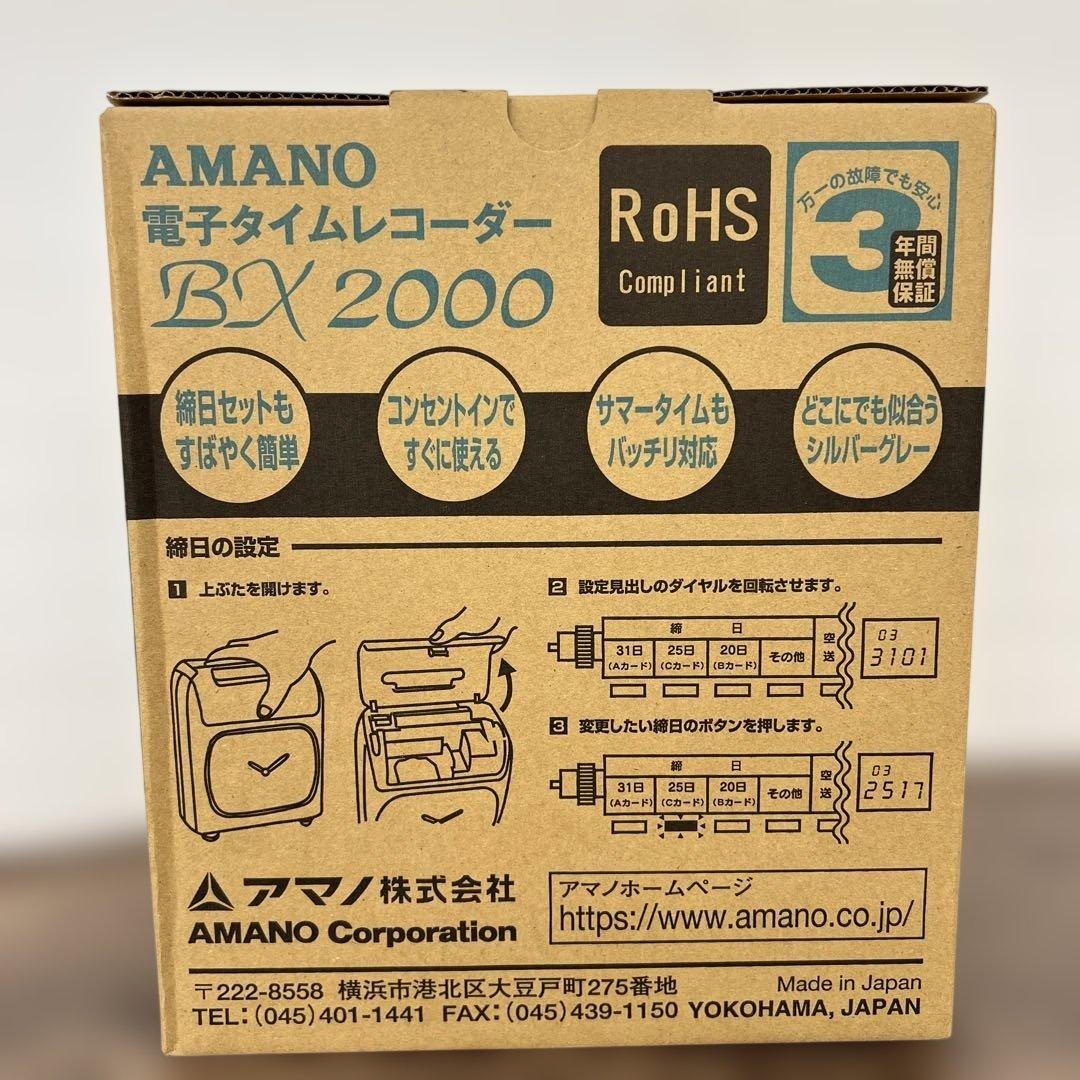 AMANO
電子タイムレコーダー
BX 2000
RoHS
Compliant
万一の故障でも安心
3
年間
無償
保証
締日セットも
すばやく簡単
コンセントインで
すぐに使える
サマータイムも
バッチリ対応
どこにでも似合う
シルバーグレー
締日の設定
1 上ぶたを開けます。
2 設定見出しのダイヤルを回転させます。
締 日
空送
31日 25日 20日 その他
(Aカード) (Cカード) (Bカード)
03
3101
3 変更したい締日のボタンを押します。
締 日
空送
31日 25日 20日 その他
(Aカード) (Cカード) (Bカード)
03
2517
アマノ株式会社
AMANO Corporation
アマノホームページ
https://www.amano.co.jp/
〒222-8558 横浜市港北区大豆戸町275番地
Made in Japan
TEL:(045)401-1441 FAX:(045)439-1150 YOKOHAMA, JAPAN